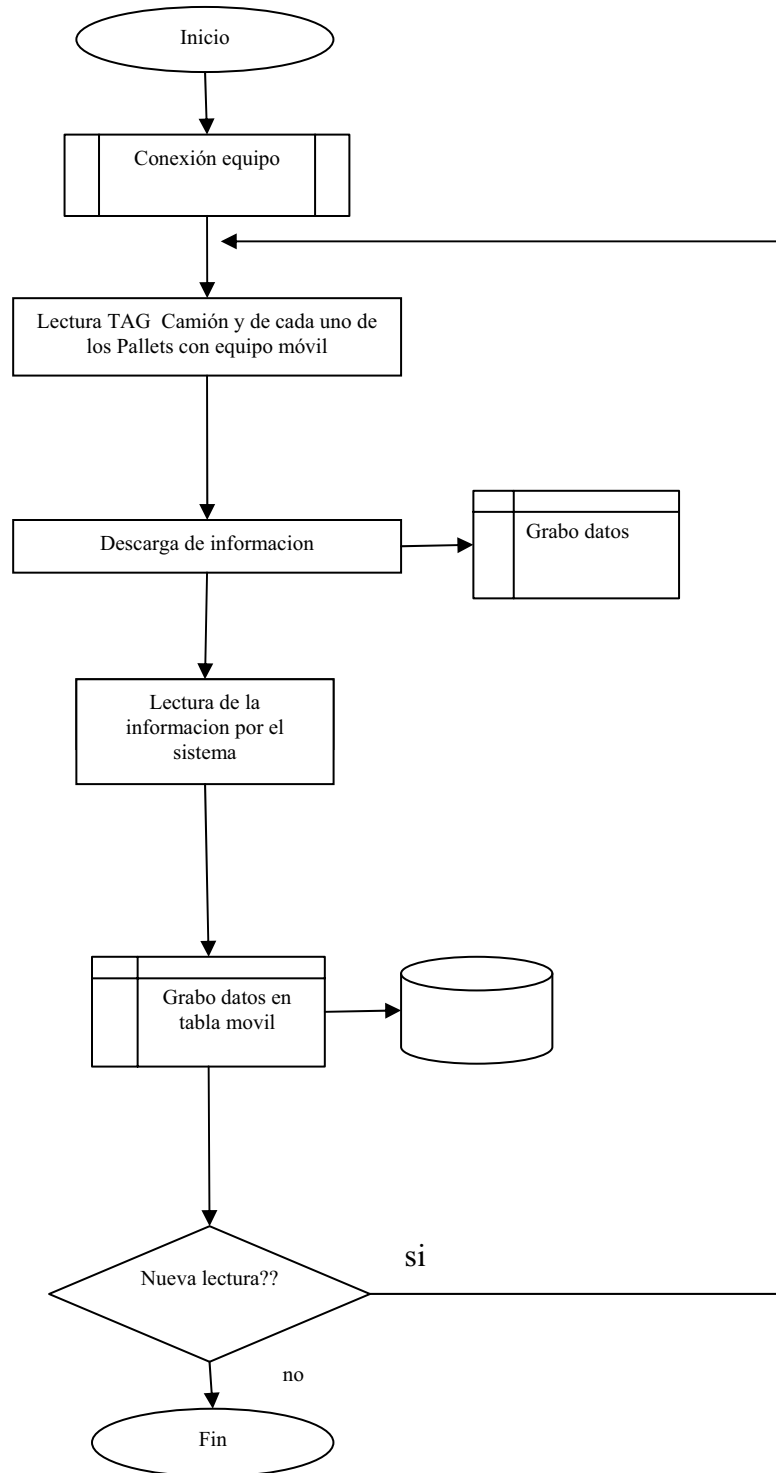 Inicio
Conexión equipo
Lectura TAG  Camión y de cada uno de
los Pallets con equipo móvil
Descarga de informacion
Grabo datos
Lectura de la
informacion por el
sistema
Grabo datos en
tabla movil
Nueva lectura??
si
no
Fin